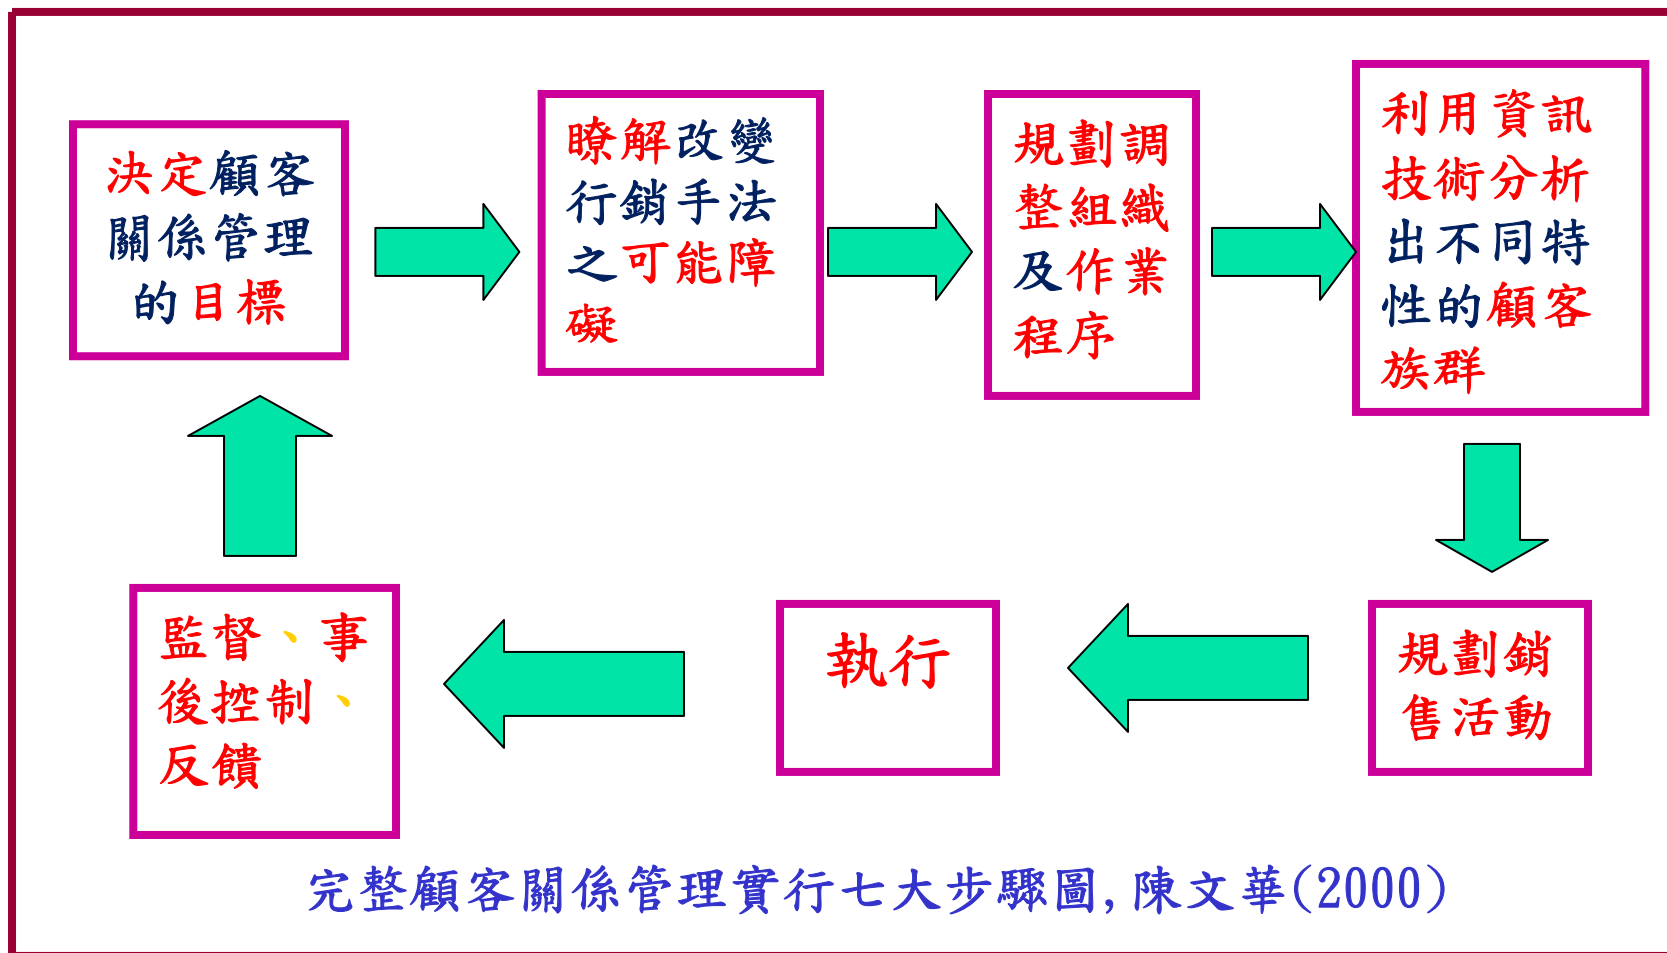 決定顧客
關係管理
的目標
瞭解改變
行銷手法
之可能障
礙
規劃調
整組織
及作業
程序
利用資訊
技術分析
出不同特
性的顧客
族群
規劃銷
售活動
執行
監督、事
後控制、
反饋
完整顧客關係管理實行七大步驟圖,陳文華(2000)